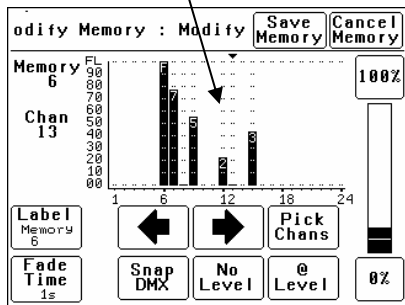 odify Memory : Modify
Save Memory
Cancel Memory
Memory 6
Chan 13
FL
90
80
70
60
50
40
30
20
10
00
F
7
5
2
3
1 6 12 18 24
100%
Label
Memory
6
Pick Chans
Fade Time
1s
Snap DMX
No Level
@ Level
0%